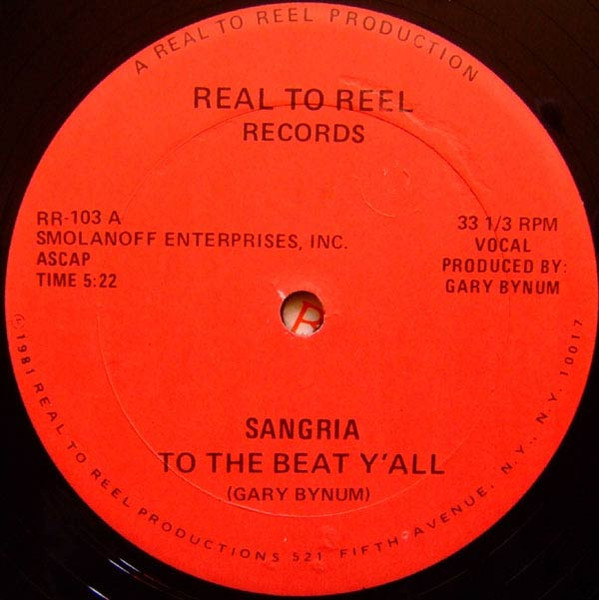 A REAL TO REEL PRODUCTION
REAL TO REEL
RECORDS
RR-103 A
SMOLANOFF ENTERPRISES, INC.
ASCAP
TIME 5:22
33 1/3 RPM
VOCAL
PRODUCED BY:
GARY BYNUM
R
SANGRIA
TO THE BEAT Y'ALL
(GARY BYNUM)
℗ 1981 REAL TO REEL PRODUCTIONS 521 FIFTH AVENUE, N.Y., N.Y. 10017